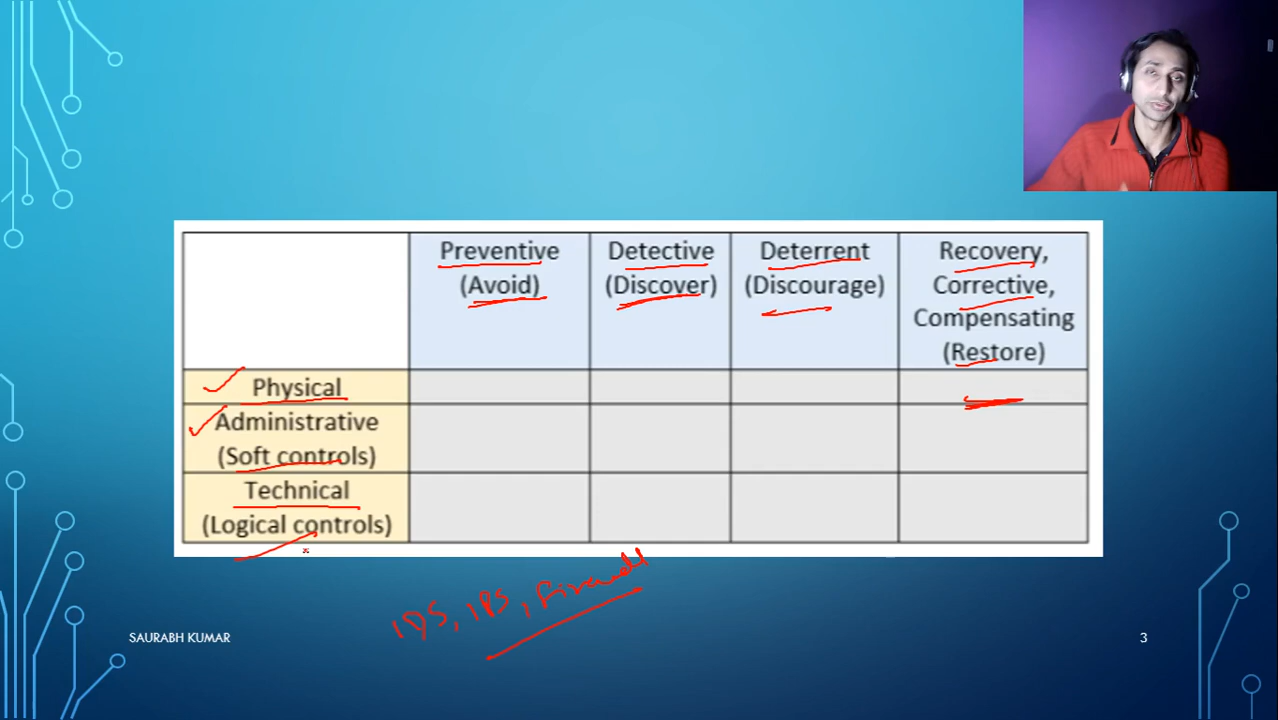 Preventive
(Avoid)
Detective
(Discover)
Deterrent
(Discourage)
Recovery,
Corrective,
Compensating
(Restore)
Physical
Administrative
(Soft controls)
Technical
(Logical controls)
IDS, IPS, Firewall
SAURABH KUMAR
3